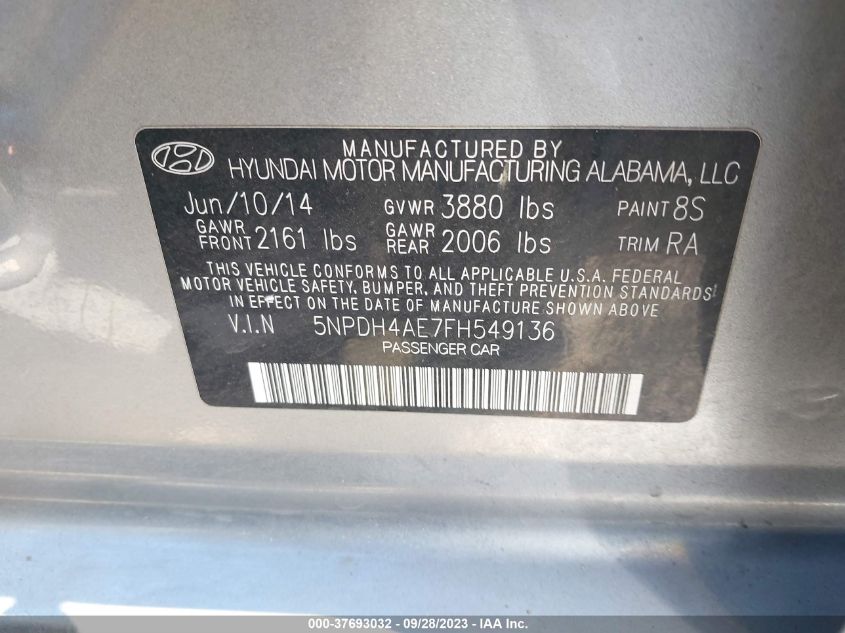 MANUFACTURED BY
HYUNDAI MOTOR MANUFACTURING ALABAMA, LLC
Jun/10/14 GVWR 3880 lbs PAINT 8S
GAWR FRONT 2161 lbs GAWR REAR 2006 lbs TRIM RA
THIS VEHICLE CONFORMS TO ALL APPLICABLE U.S.A. FEDERAL
MOTOR VEHICLE SAFETY, BUMPER, AND THEFT PREVENTION STANDARDS
IN EFFECT ON THE DATE OF MANUFACTURE SHOWN ABOVE
V.I.N 5NPDH4AE7FH549136
PASSENGER CAR
000-37693032 - 09/28/2023 - IAA Inc.